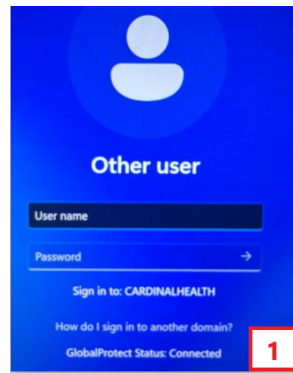 Other user
User name
Password
Sign in to: CARDINALHEALTH
How do I sign in to another domain?
GlobalProtect Status: Connected
1